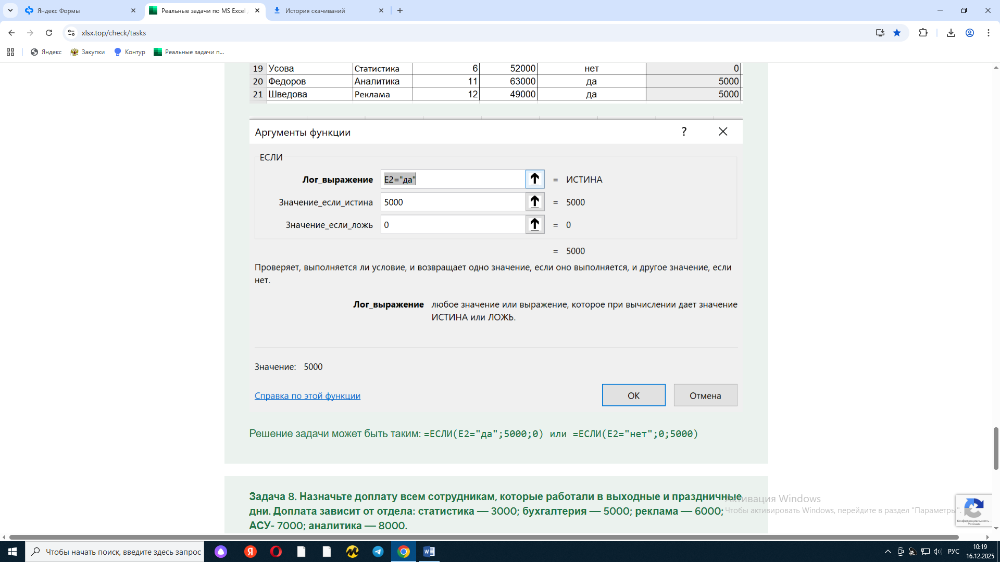 Яндекс Формы
Реальные задачи по MS Excel
История скачиваний
xlsx.top/check/tasks
Яндекс
Закупки
Контур
Реальные задачи п...
19 Усова Статистика 6 52000 нет 0
20 Федоров Аналитика 11 63000 да 5000
21 Шведова Реклама 12 49000 да 5000
Аргументы функции ?
ЕСЛИ
Лог_выражение E2="да" = ИСТИНА
Значение_если_истина 5000 = 5000
Значение_если_ложь 0 = 0
= 5000
Проверяет, выполняется ли условие, и возвращает одно значение, если оно выполняется, и другое значение, если
нет.
Лог_выражение любое значение или выражение, которое при вычислении дает значение
ИСТИНА или ЛОЖЬ.
Значение: 5000
Справка по этой функции
ОК
Отмена
Решение задачи может быть таким: =ЕСЛИ(E2="да";5000;0) или =ЕСЛИ(E2="нет";0;5000)
Задача 8. Назначьте доплату всем сотрудникам, которые работали в выходные и праздничные
дни. Доплата зависит от отдела: статистика — 3000; бухгалтерия — 5000; реклама — 6000;
АСУ- 7000; аналитика — 8000.
Активация Windows
Чтобы активировать Windows, перейдите в раздел "Параметры".
Конфиденциальность -
Условия
Чтобы начать поиск, введите здесь запрос
РУС
10:19
16.12.2025